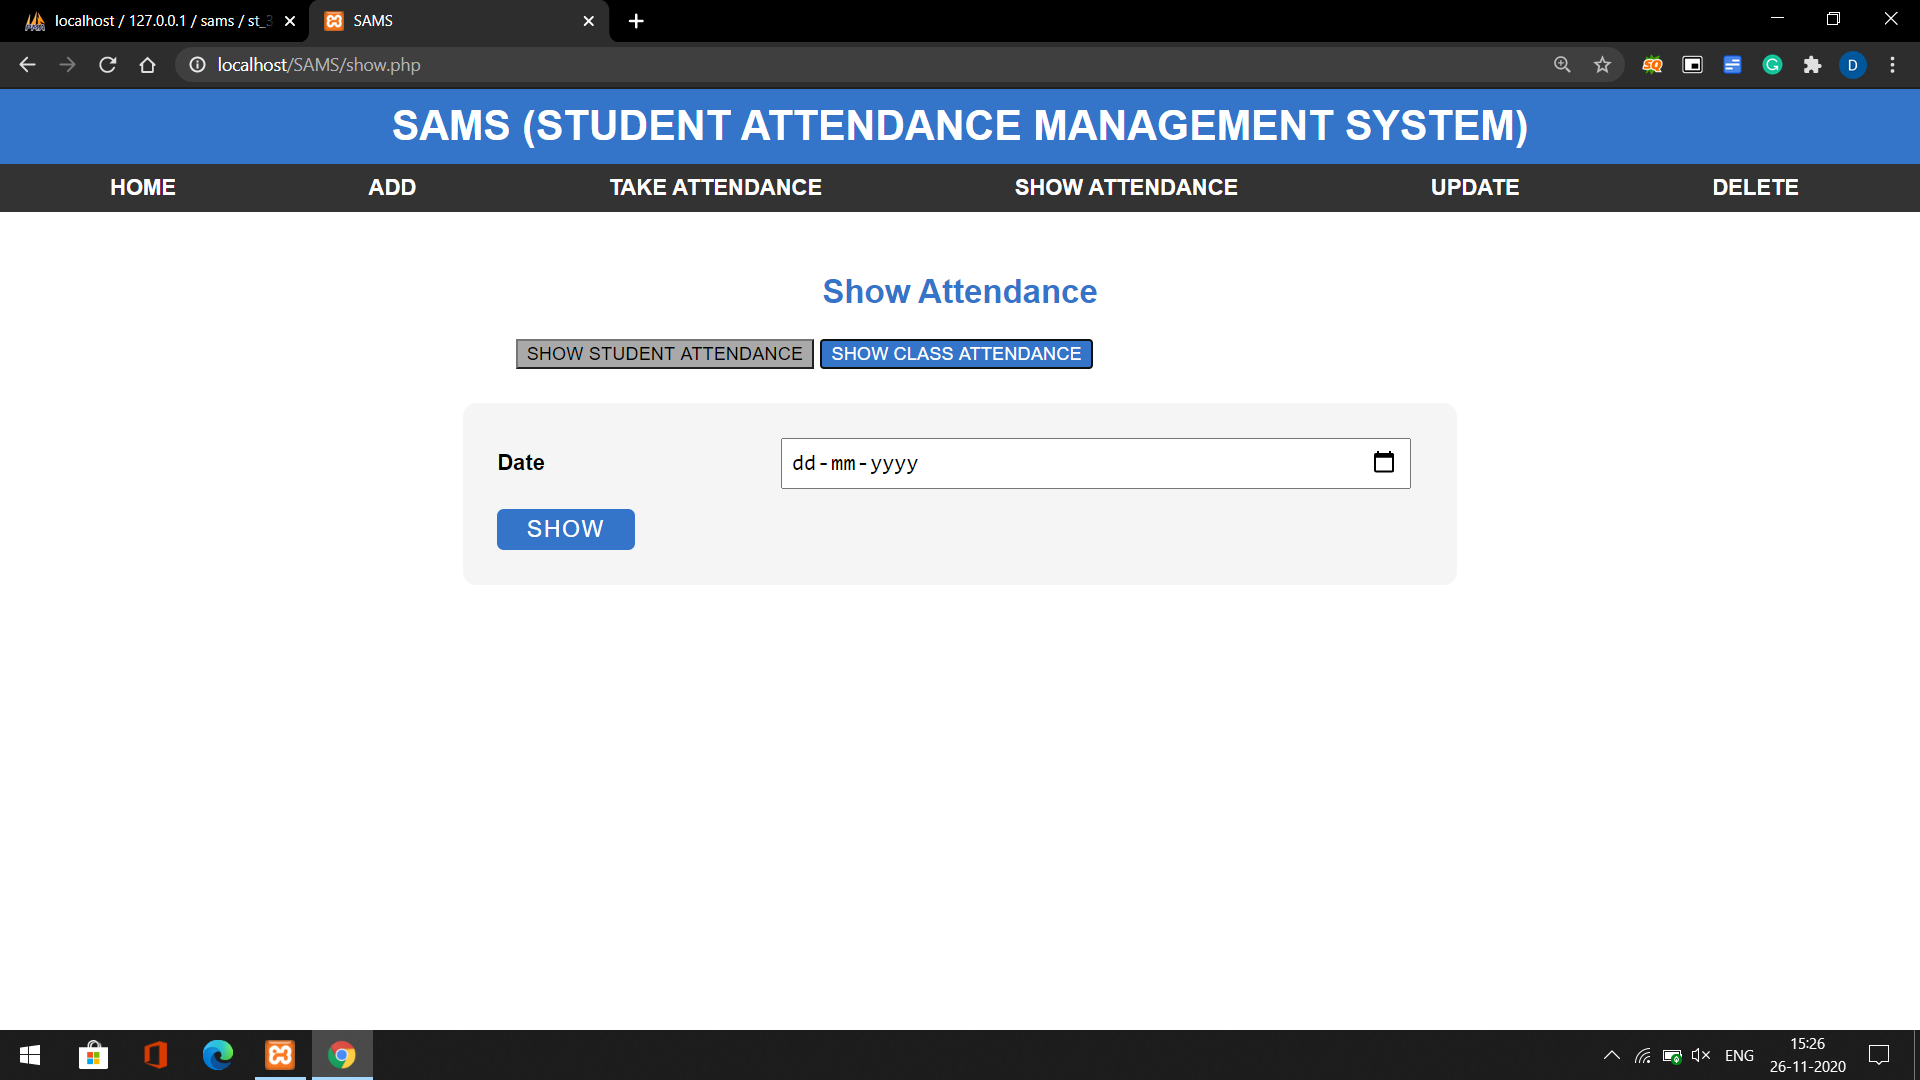 localhost / 127.0.0.1 / sams / st_3
SAMS
localhost/SAMS/show.php
D
SAMS (STUDENT ATTENDANCE MANAGEMENT SYSTEM)
HOME ADD TAKE ATTENDANCE SHOW ATTENDANCE UPDATE DELETE
Show Attendance
SHOW STUDENT ATTENDANCE SHOW CLASS ATTENDANCE
Date dd-mm-yyyy
SHOW
ENG
15:26
26-11-2020